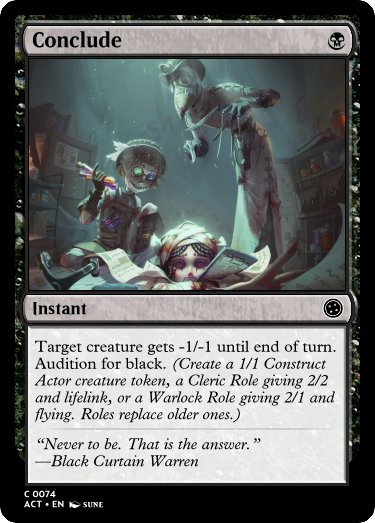 Conclude
Instant
Target creature gets -1/-1 until end of turn.
Audition for black. (Create a 1/1 Construct
Actor creature token, a Cleric Role giving 2/2
and lifelink, or a Warlock Role giving 2/1 and
flying. Roles replace older ones.)
“Never to be. That is the answer.”
—Black Curtain Warren
C 0074
ACT • EN SUNE